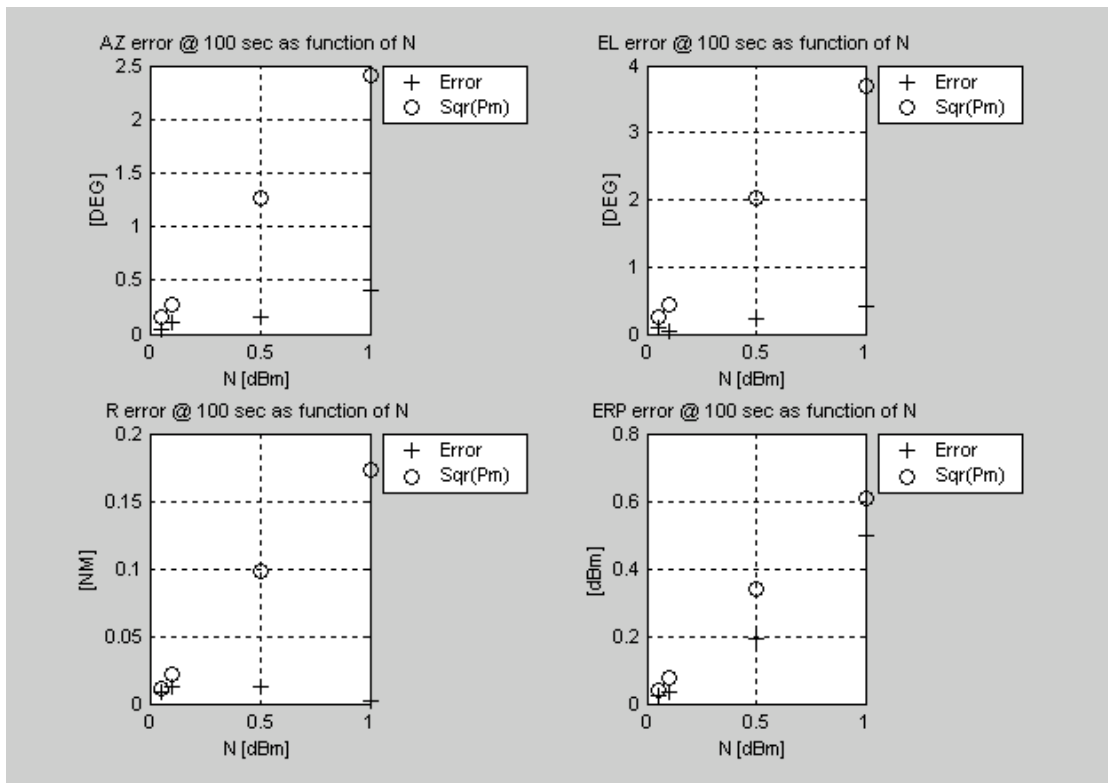 AZ error @ 100 sec as function of N
2.5
2
1.5
1
0.5
0
[DEG]
0
0.5
1
N [dBm]
Error
Sqr(Pm)
EL error @ 100 sec as function of N
4
3
2
1
0
[DEG]
0
0.5
1
N [dBm]
Error
Sqr(Pm)
R error @ 100 sec as function of N
0.2
0.15
0.1
0.05
0
[NM]
0
0.5
1
N [dBm]
Error
Sqr(Pm)
ERP error @ 100 sec as function of N
0.8
0.6
0.4
0.2
0
[dBm]
0
0.5
1
N [dBm]
Error
Sqr(Pm)